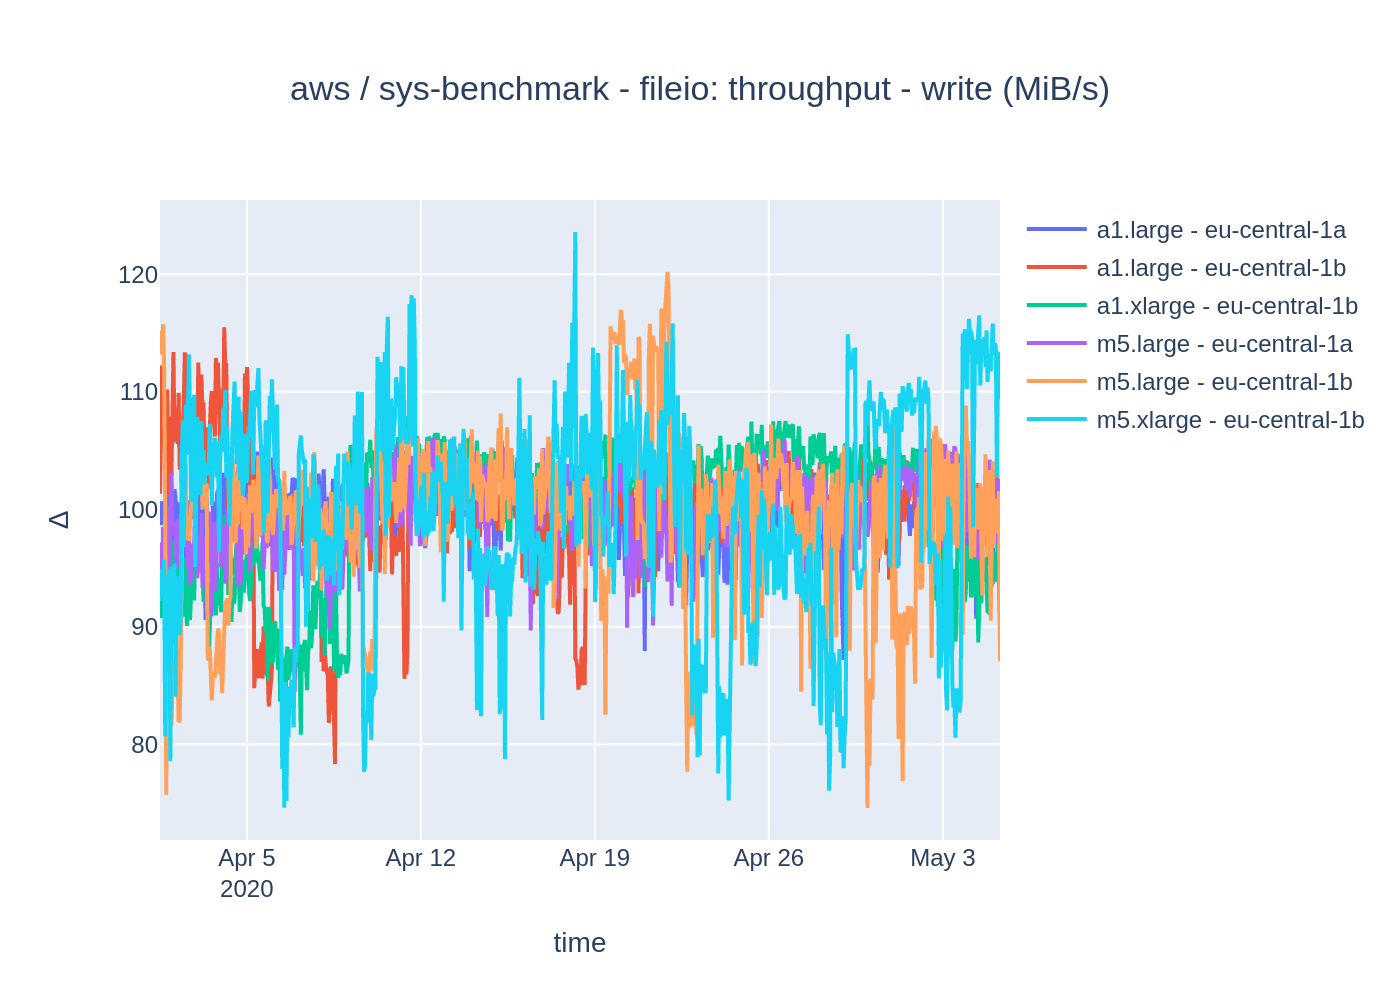 aws / sys-benchmark - fileio: throughput - write (MiB/s)
a1.large - eu-central-1a
a1.large - eu-central-1b
a1.xlarge - eu-central-1b
m5.large - eu-central-1a
m5.large - eu-central-1b
m5.xlarge - eu-central-1b
120
110
100
90
80
Δ
Apr 5
2020
Apr 12
Apr 19
Apr 26
May 3
time